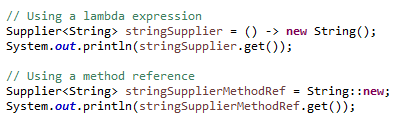 // Using a lambda expression
Supplier<String> stringSupplier = () -> new String();
System.out.println(stringSupplier.get());
// Using a method reference
Supplier<String> stringSupplierMethodRef = String::new;
System.out.println(stringSupplierMethodRef.get());